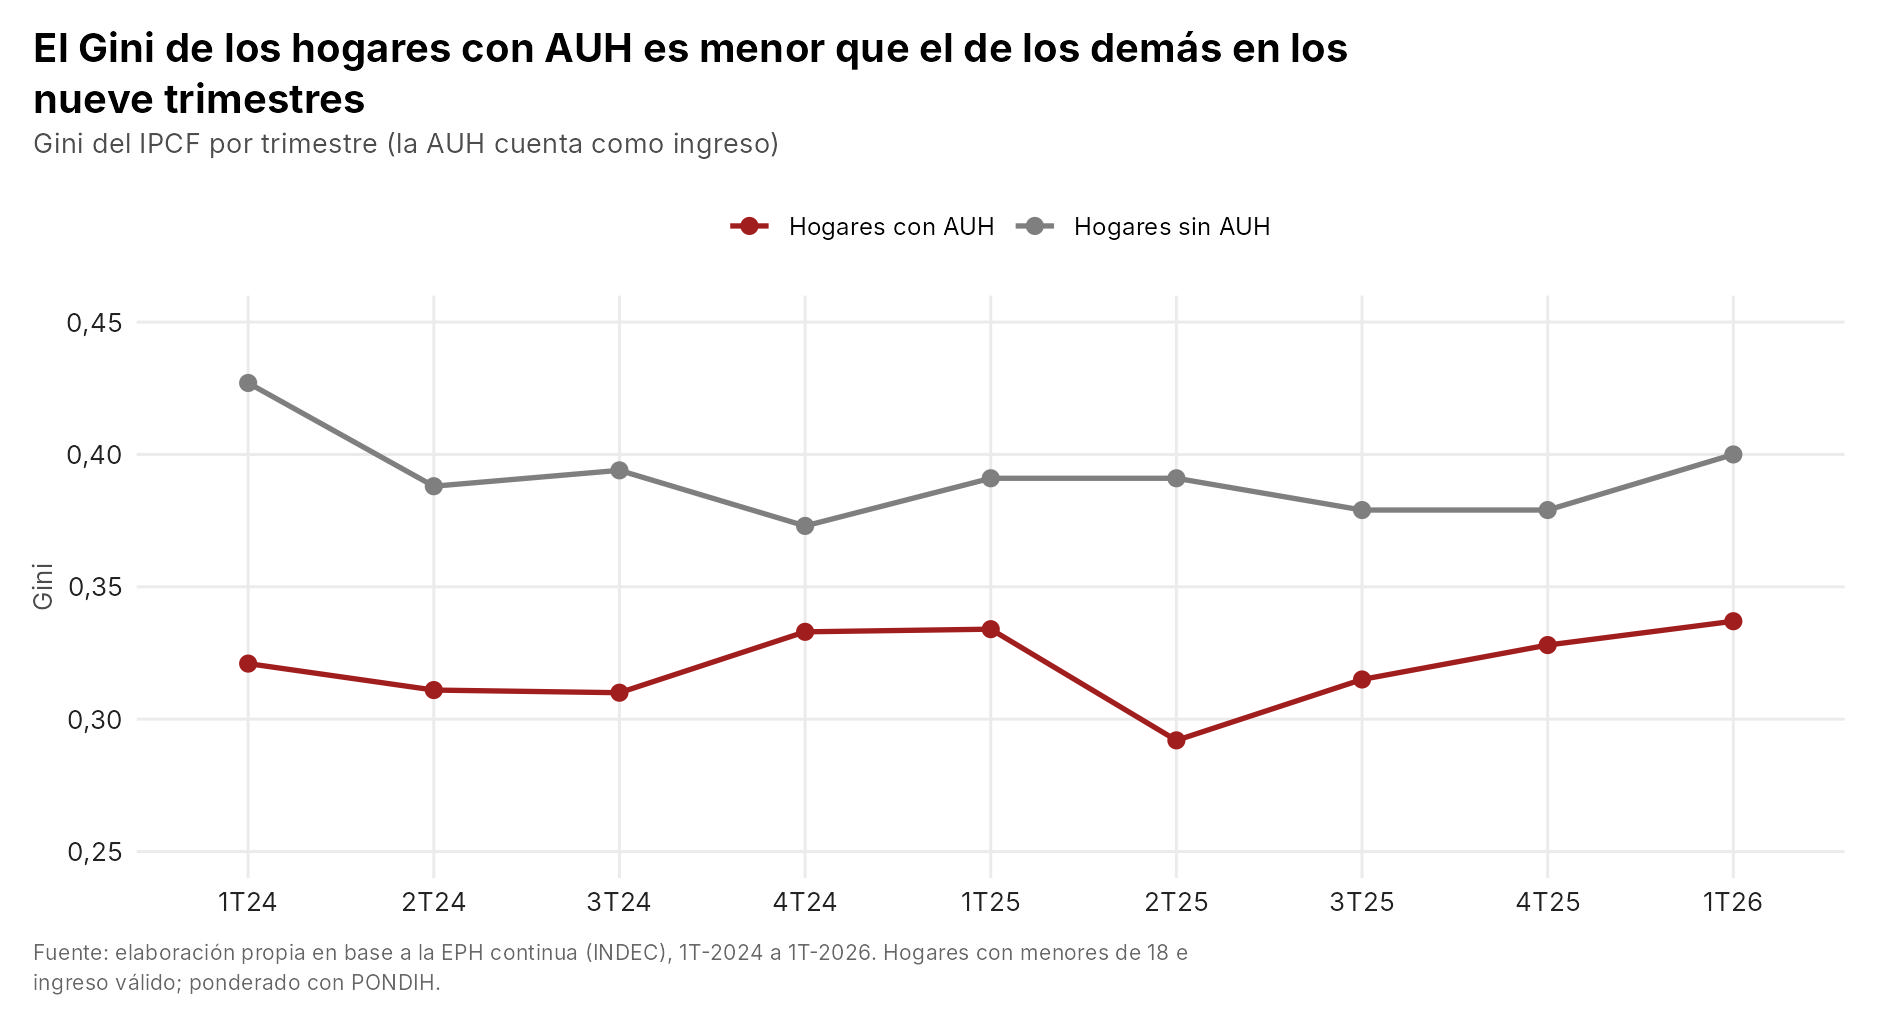 El Gini de los hogares con AUH es menor que el de los demás en los
nueve trimestres
Gini del IPCF por trimestre (la AUH cuenta como ingreso)
Hogares con AUH
Hogares sin AUH
0,45
0,40
0,35
0,30
0,25
Gini
1T24
2T24
3T24
4T24
1T25
2T25
3T25
4T25
1T26
Fuente: elaboración propia en base a la EPH continua (INDEC), 1T-2024 a 1T-2026. Hogares con menores de 18 e
ingreso válido; ponderado con PONDIH.